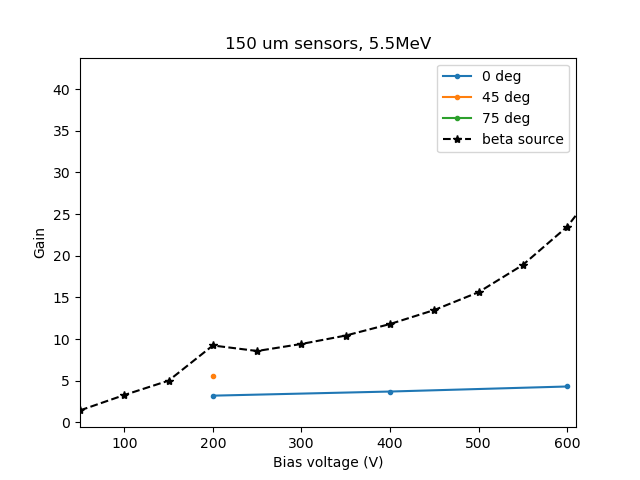 150 um sensors, 5.5MeV
0 deg
45 deg
75 deg
beta source
Gain
40
35
30
25
20
15
10
5
0
100 200 300 400 500 600
Bias voltage (V)